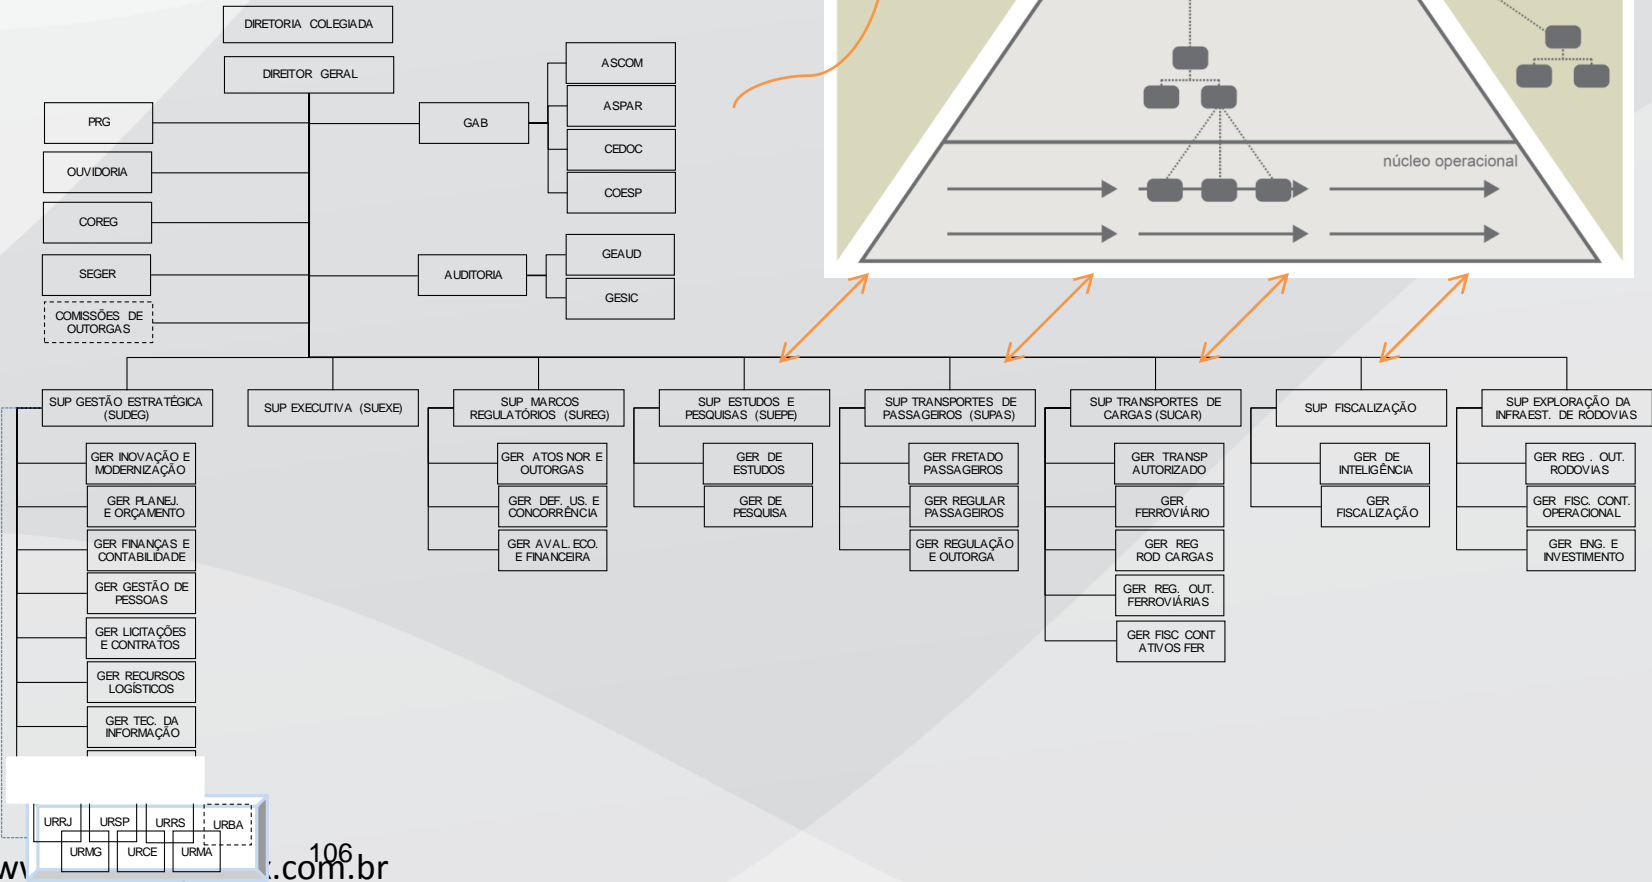 DIRETORIA COLEGIADA
DIREITOR GERAL
PRG
OUVIDORIA
COREG
SEGER
COMISSÕES DE
OUTORGAS
GAB
ASCOM
ASPAR
CEDOC
COESP
AUDITORIA
GEAUD
GESIC
núcleo operacional
SUP GESTÃO ESTRATÉGICA
(SUDEG)
GER INOVAÇÃO E
MODERNIZAÇÃO
GER PLANEJ.
E ORÇAMENTO
GER FINANÇAS E
CONTABILIDADE
GER GESTÃO DE
PESSOAS
GER LICITAÇÕES
E CONTRATOS
GER RECURSOS
LOGÍSTICOS
GER TEC. DA
INFORMAÇÃO
SUP EXECUTIVA (SUEXE)
SUP MARCOS
REGULATÓRIOS (SUREG)
GER ATOS NOR E
OUTORGAS
GER DEF. US. E
CONCORRÊNCIA
GER AVAL. ECO.
E FINANCEIRA
SUP ESTUDOS E
PESQUISAS (SUEPE)
GER DE
ESTUDOS
GER DE
PESQUISA
SUP TRANSPORTES DE
PASSAGEIROS (SUPAS)
GER FRETADO
PASSAGEIROS
GER REGULAR
PASSAGEIROS
GER REGULAÇÃO
E OUTORGA
SUP TRANSPORTES DE
CARGAS (SUCAR)
GER TRANSP
AUTORIZADO
GER
FERROVIÁRIO
GER REG
ROD CARGAS
GER REG. OUT.
FERROVIÁRIAS
GER FISC CONT
ATIVOS FER
SUP FISCALIZAÇÃO
GER DE
INTELIGÊNCIA
GER
FISCALIZAÇÃO
SUP EXPLORAÇÃO DA
INFRAEST. DE RODOVIAS
GER REG . OUT.
RODOVIAS
GER FISC. CONT.
OPERACIONAL
GER ENG. E
INVESTIMENTO
URRJ
URSP
URRS
URBA
URMG
URCE
URMA
106
.com.br